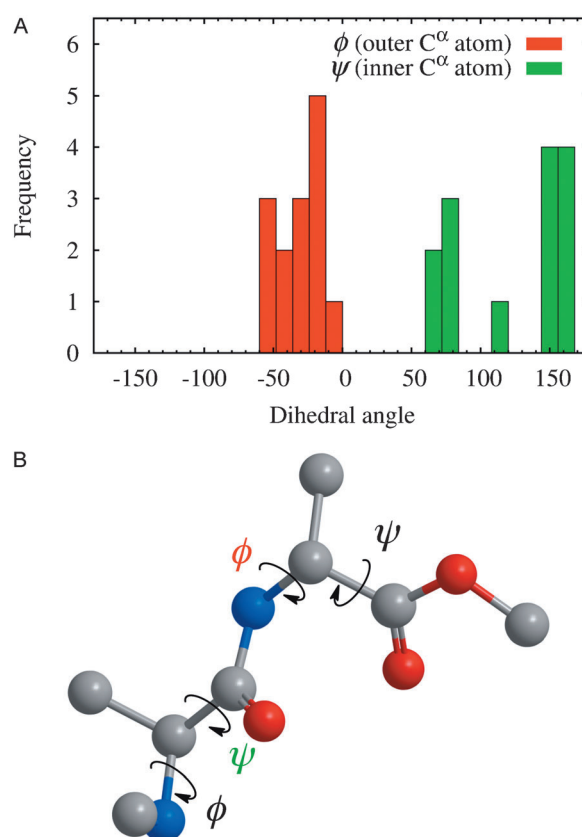 A
ϕ (outer Cα atom)
ψ (inner Cα atom)
Frequency
6
5
4
3
2
1
0
-150 -100 -50 0 50 100 150
Dihedral angle
B
ϕ
ψ
ψ
ϕ